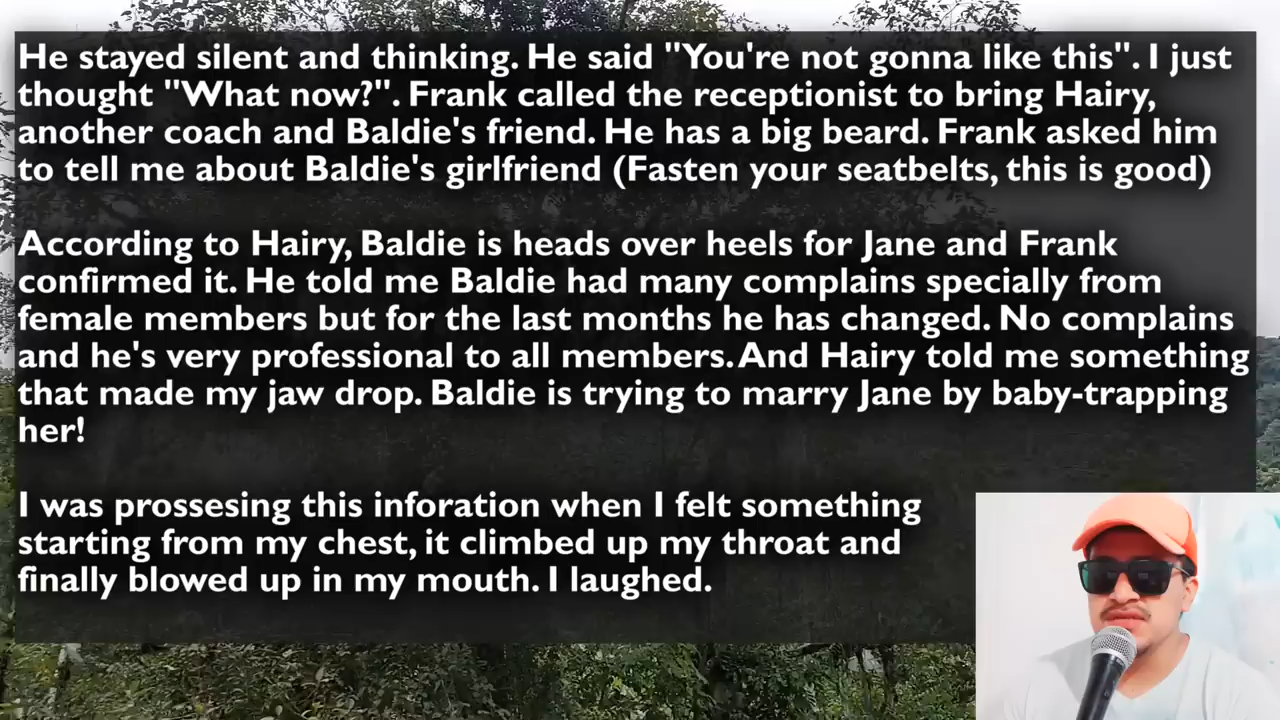 He stayed silent and thinking. He said "You're not gonna like this". I just
thought "What now?". Frank called the receptionist to bring Hairy,
another coach and Baldie's friend. He has a big beard. Frank asked him
to tell me about Baldie's girlfriend (Fasten your seatbelts, this is good)
According to Hairy, Baldie is heads over heels for Jane and Frank
confirmed it. He told me Baldie had many complains specially from
female members but for the last months he has changed. No complains
and he's very professional to all members. And Hairy told me something
that made my jaw drop. Baldie is trying to marry Jane by baby-trapping
her!
I was prossesing this inforation when I felt something
starting from my chest, it climbed up my throat and
finally blowed up in my mouth. I laughed.